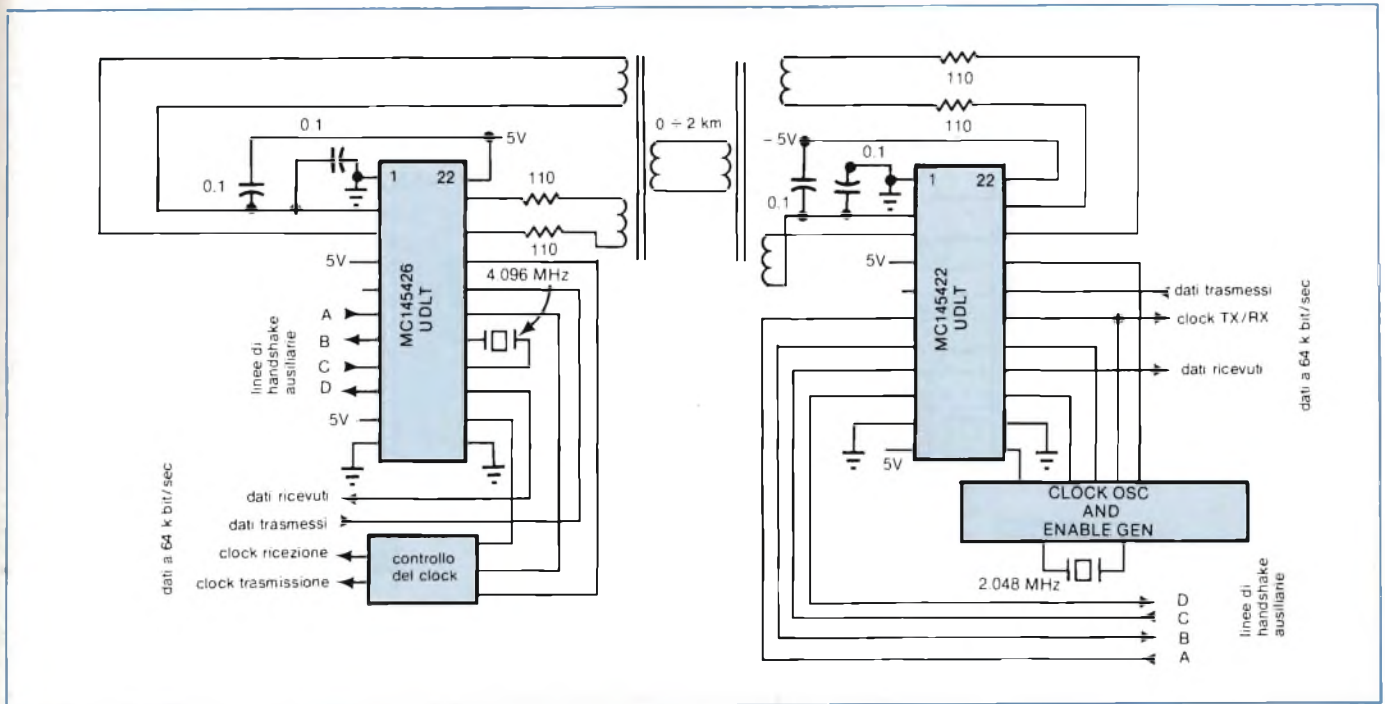 110
110
0 ÷ 2 km
0 1
5V
0.1
1
22
MC145426
UDLT
110
110
4.096 MHz
5V
A
B
C
D
linee di
handshake
ausiliarie
5V
dati a 64 k bit/sec
dati ricevuti
dati trasmessi
clock ricezione
clock trasmissione
controllo
del clock
– 5V
0.1
0.1
1
22
MC145422
UDLT
5V
5V
dati trasmessi
clock TX/RX
dati ricevuti
dati a 64 k bit/sec
CLOCK OSC
AND
ENABLE GEN
2.048 MHz
D
C
B
A
linee di
handshake
ausiliarie